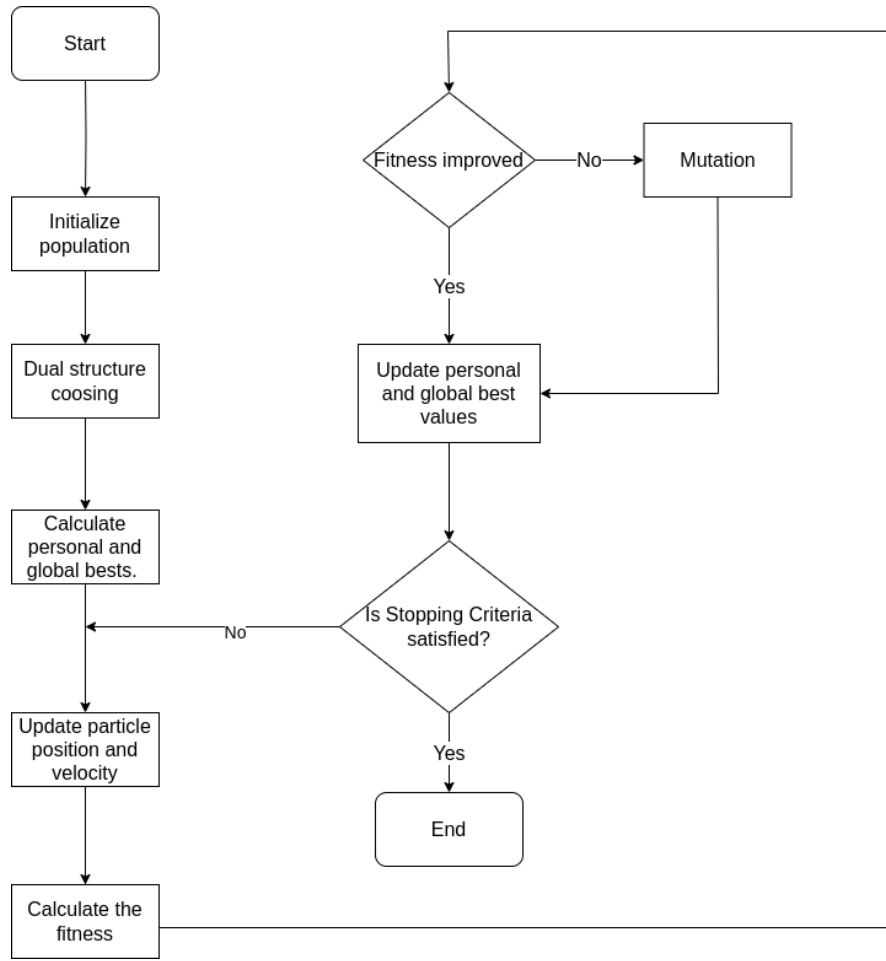 Start
Initialize
population
Dual structure
coosing
Calculate
personal and
global bests.
Update particle
position and
velocity
Calculate the
fitness
Fitness improved
No
Mutation
Yes
Update personal
and global best
values
Is Stopping Criteria
satisfied?
No
Yes
End